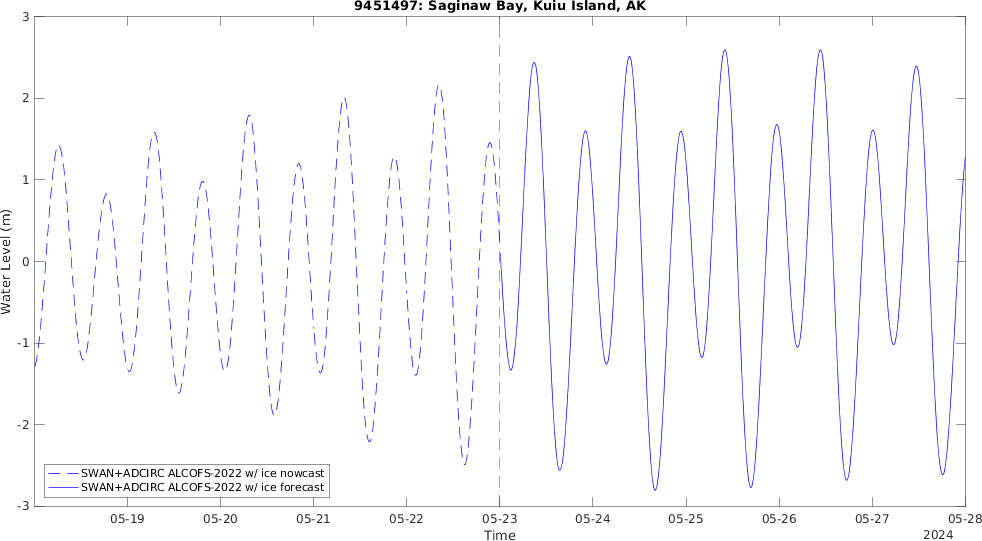 9451497: Saginaw Bay, Kuiu Island, AK
3
2
1
0
-1
-2
-3
Water Level (m)
SWAN+ADCIRC ALCOFS-2022 w/ ice nowcast
SWAN+ADCIRC ALCOFS-2022 w/ ice forecast
05-19 05-20 05-21 05-22 05-23 05-24 05-25 05-26 05-27 05-28
Time
2024